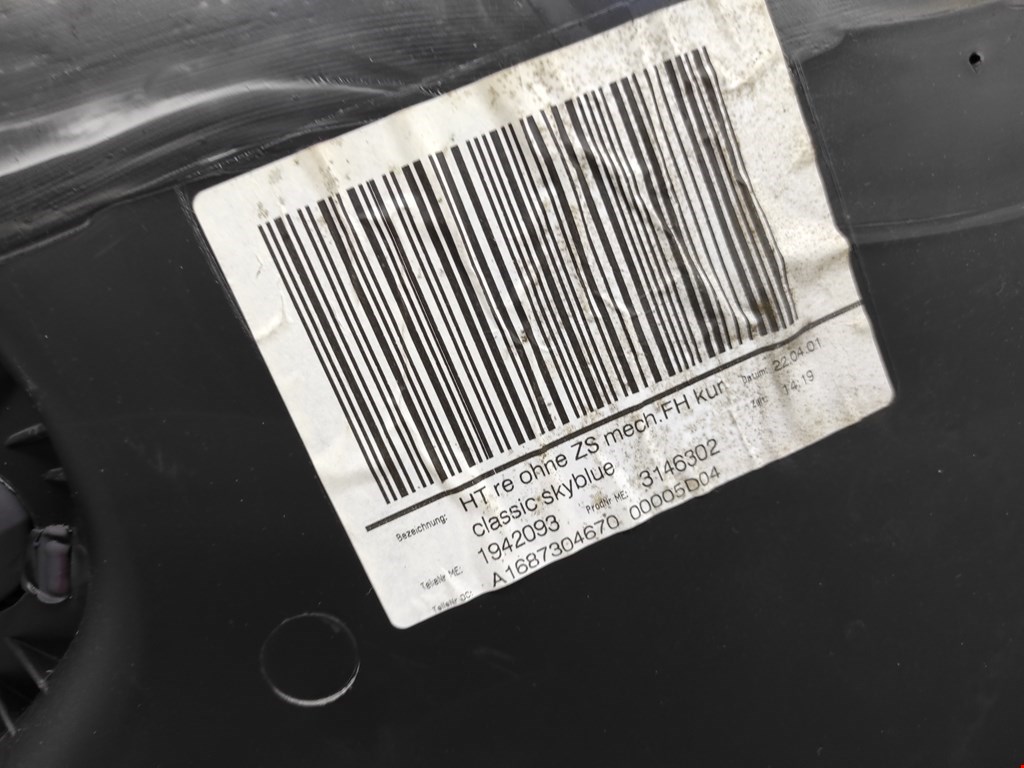 Bezeichnung: HT re ohne ZS mech.FH kur Datum: 22.04.01
classic skyblue Zeit: 14:19
TeileNr ME: 1942093 ProdNr ME: 3146302
TeileNr DC: A1687304670 00005D04